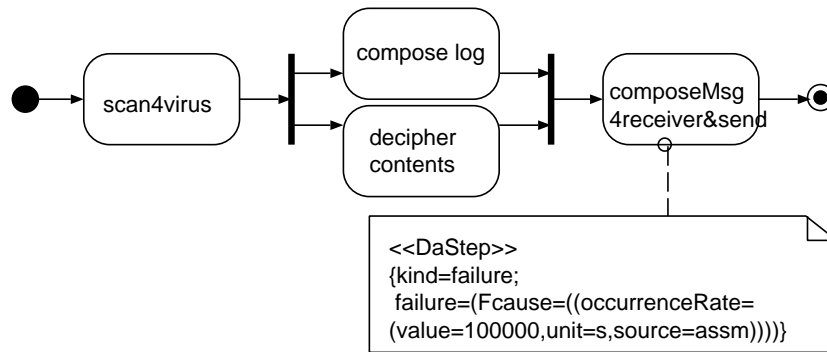 scan4virus
compose log
decipher
contents
composeMsg
4receiver&send
<<DaStep>>
{kind=failure;
failure=(Fcause=((occurrenceRate=
(value=100000,unit=s,source=assm))))}